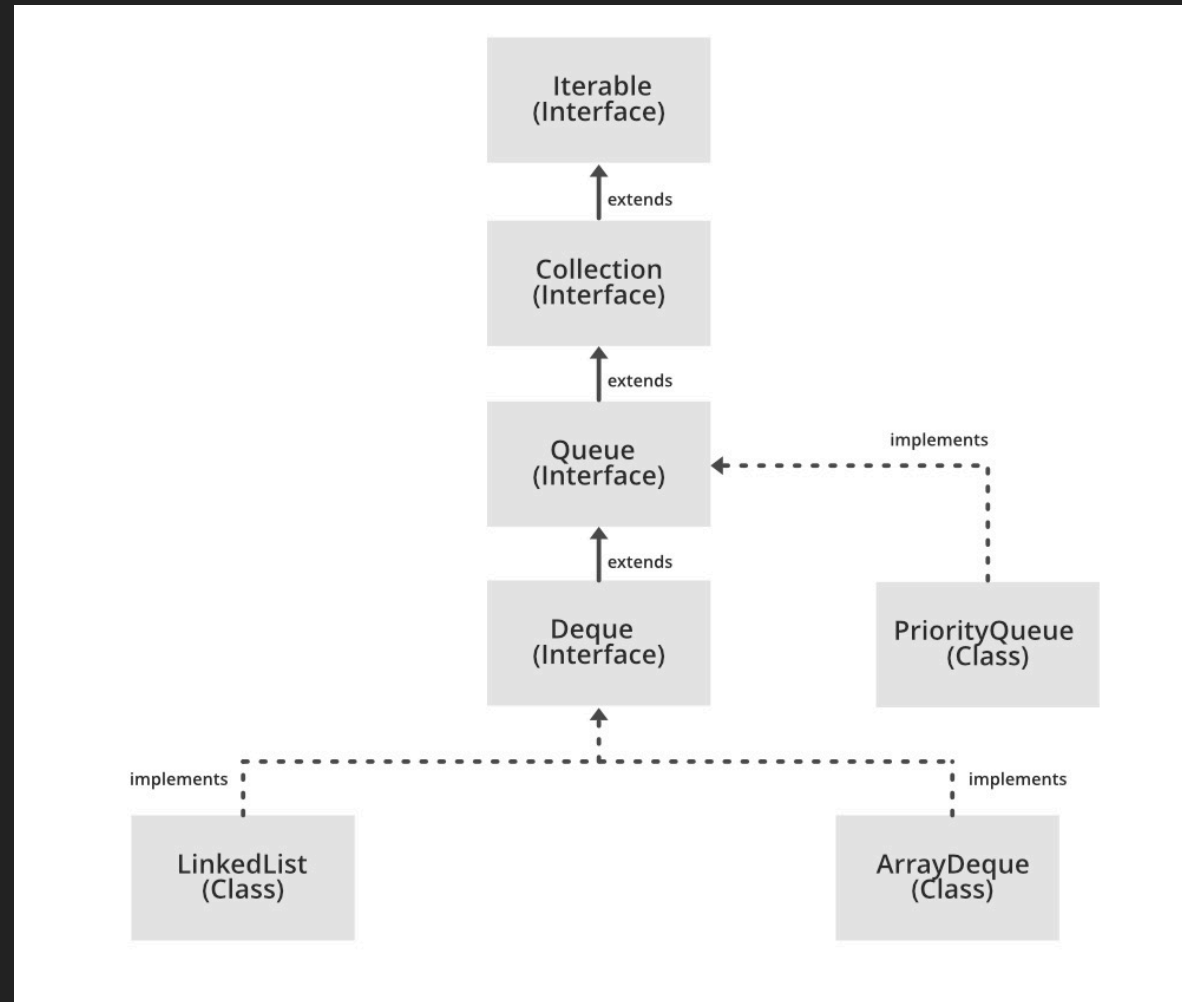 Iterable
(Interface)
extends
Collection
(Interface)
extends
Queue
(Interface)
implements
extends
Deque
(Interface)
PriorityQueue
(Class)
implements
implements
LinkedList
(Class)
ArrayDeque
(Class)